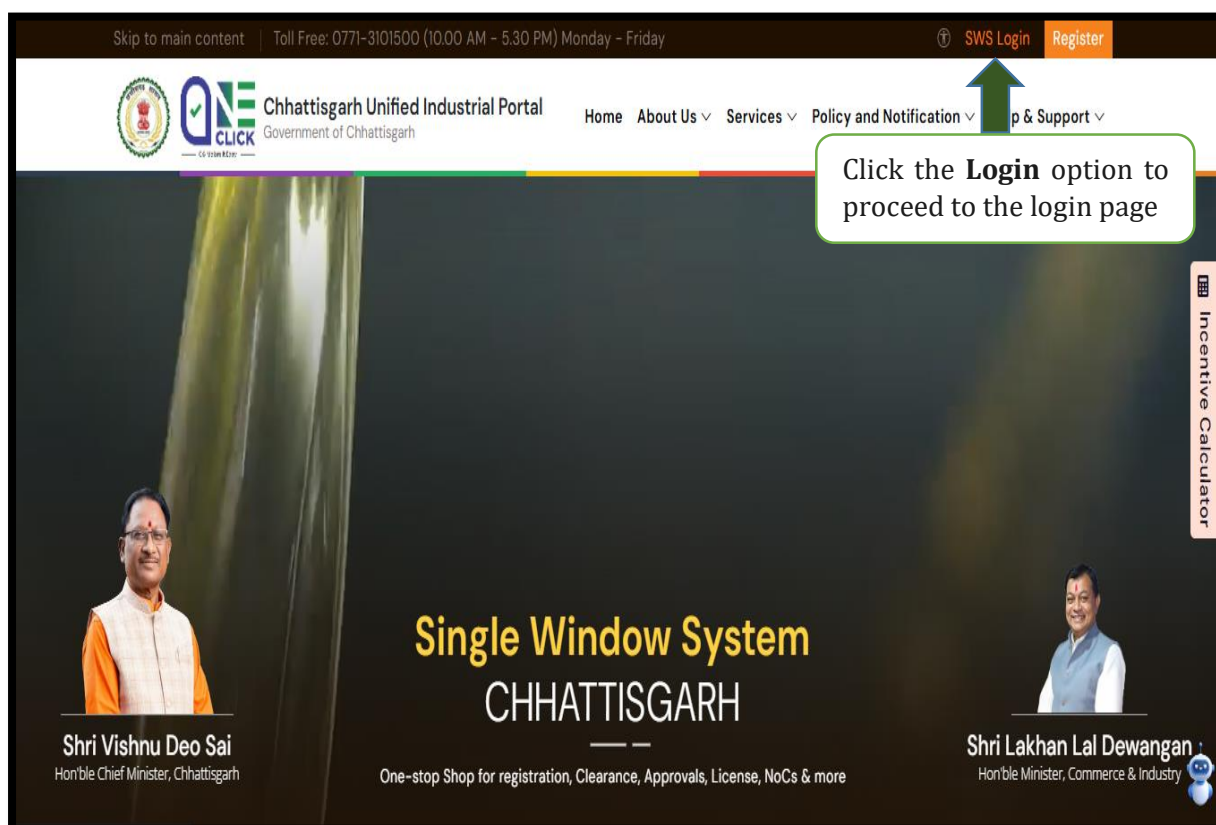 Skip to main content
Toll Free: 0771-3101500 (10.00 AM - 5.30 PM) Monday - Friday
SWS Login
Register
ONE
CLICK
Chhattisgarh Unified Industrial Portal
Government of Chhattisgarh
Home
About Us
Services
Policy and Notification
& Support
Click the Login option to
proceed to the login page
Incentive Calculator
Single Window System
CHHATTISGARH
One-stop Shop for registration, Clearance, Approvals, License, NoCs & more
Shri Vishnu Deo Sai
Hon'ble Chief Minister, Chhattisgarh
Shri Lakhan Lal Dewangan
Hon'ble Minister, Commerce & Industry